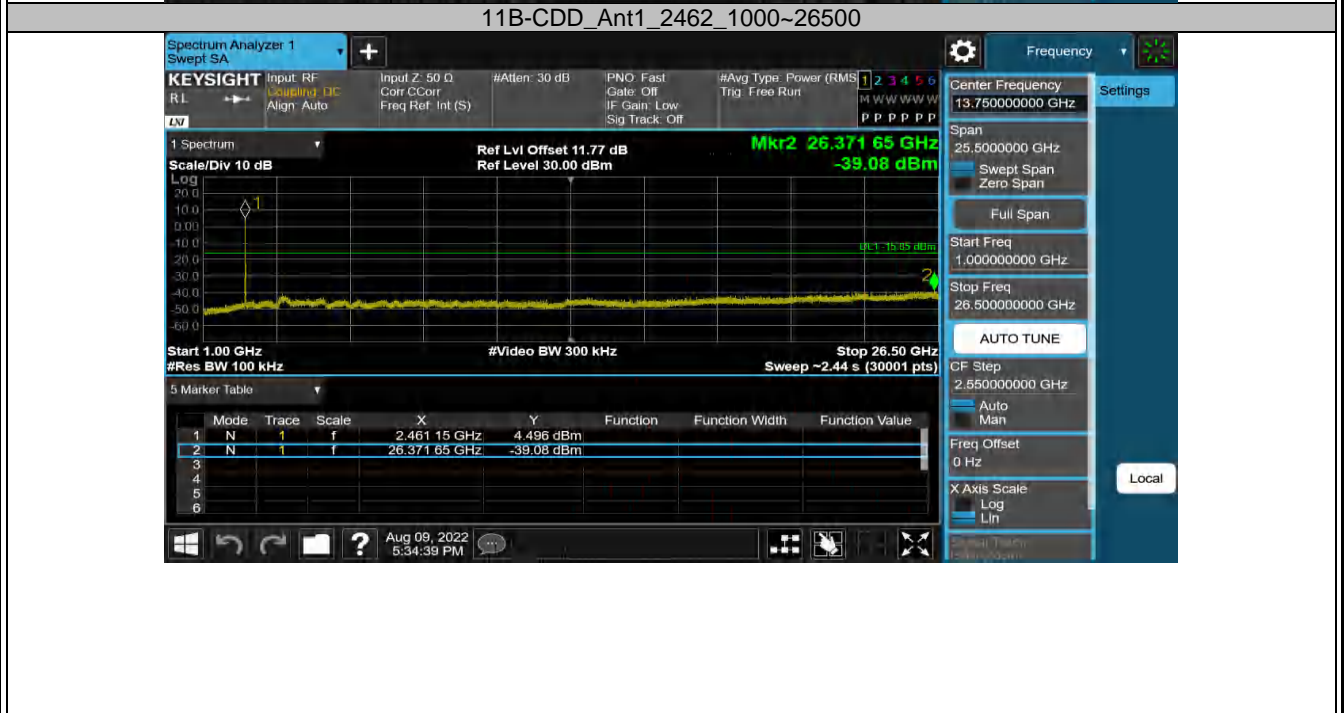 11B-CDD_Ant1_2462_1000~26500
Spectrum Analyzer 1
Swept SA
+
Frequency
KEYSIGHT
RL
LXI
Input: RF
Coupling: DC
Align: Auto
Input Z: 50 Ω
Corr CCorr
Freq Ref: Int (S)
#Atten: 30 dB
PNO: Fast
Gate: Off
IF Gain: Low
Sig Track: Off
#Avg Type: Power (RMS
Trig: Free Run
1 2 3 4 5 6
M W W W W W
P P P P P P
Center Frequency
13.750000000 GHz
Settings
Span
25.5000000 GHz
Swept Span
Zero Span
Full Span
Start Freq
1.000000000 GHz
Stop Freq
26.500000000 GHz
AUTO TUNE
CF Step
2.550000000 GHz
Auto
Man
Freq Offset
0 Hz
X Axis Scale
Log
Lin
Local
1 Spectrum
Scale/Div 10 dB
Ref Lvl Offset 11.77 dB
Ref Level 30.00 dBm
Mkr2 26.371 65 GHz
-39.08 dBm
Log
20.0
10.0
0.00
-10.0
-20.0
-30.0
-40.0
-50.0
-60.0
1
DL1 -15.85 dBm
2
Start 1.00 GHz
#Res BW 100 kHz
#Video BW 300 kHz
Stop 26.50 GHz
Sweep ~2.44 s (30001 pts)
5 Marker Table
Mode Trace Scale X Y Function Function Width Function Value
1 N 1 f 2.461 15 GHz 4.496 dBm
2 N 1 f 26.371 65 GHz -39.08 dBm
3
4
5
6
?
Aug 09, 2022
5:34:39 PM